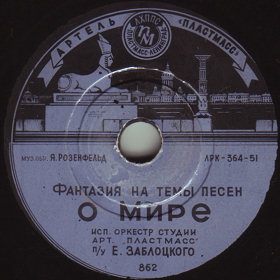 АРТЕЛЬ „ПЛАСТМАСС"
ЛХППС
МУЗ. ОБР. Я. РОЗЕНФЕЛЬД
ЛРК-364-51
ФАНТАЗИЯ НА ТЕМЫ ПЕСЕН
О МИРЕ
ИСП. ОРКЕСТР СТУДИИ
АРТ. „ПЛАСТМАСС"
П/У Е. ЗАБЛОЦКОГО
862